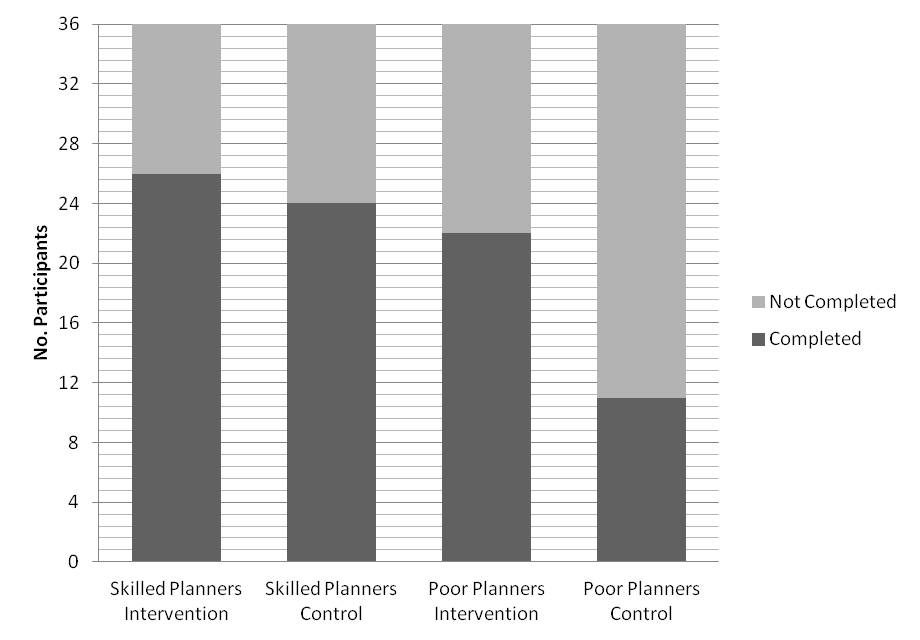 36
32
28
24
20
16
12
8
4
0
No. Participants
Skilled Planners
Intervention
Skilled Planners
Control
Poor Planners
Intervention
Poor Planners
Control
Not Completed
Completed